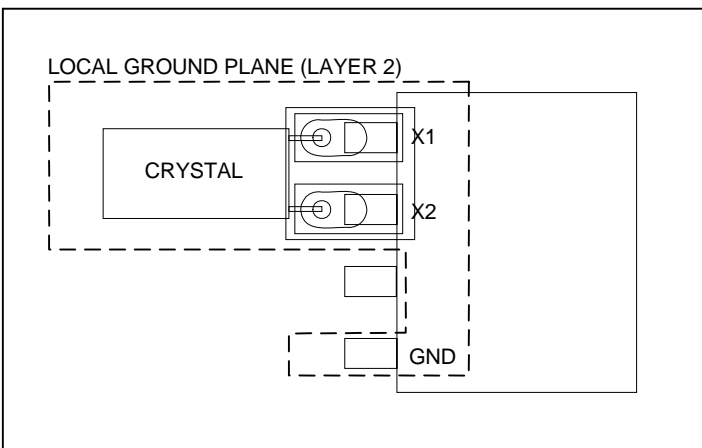 LOCAL GROUND PLANE (LAYER 2)
X1
CRYSTAL
X2
GND